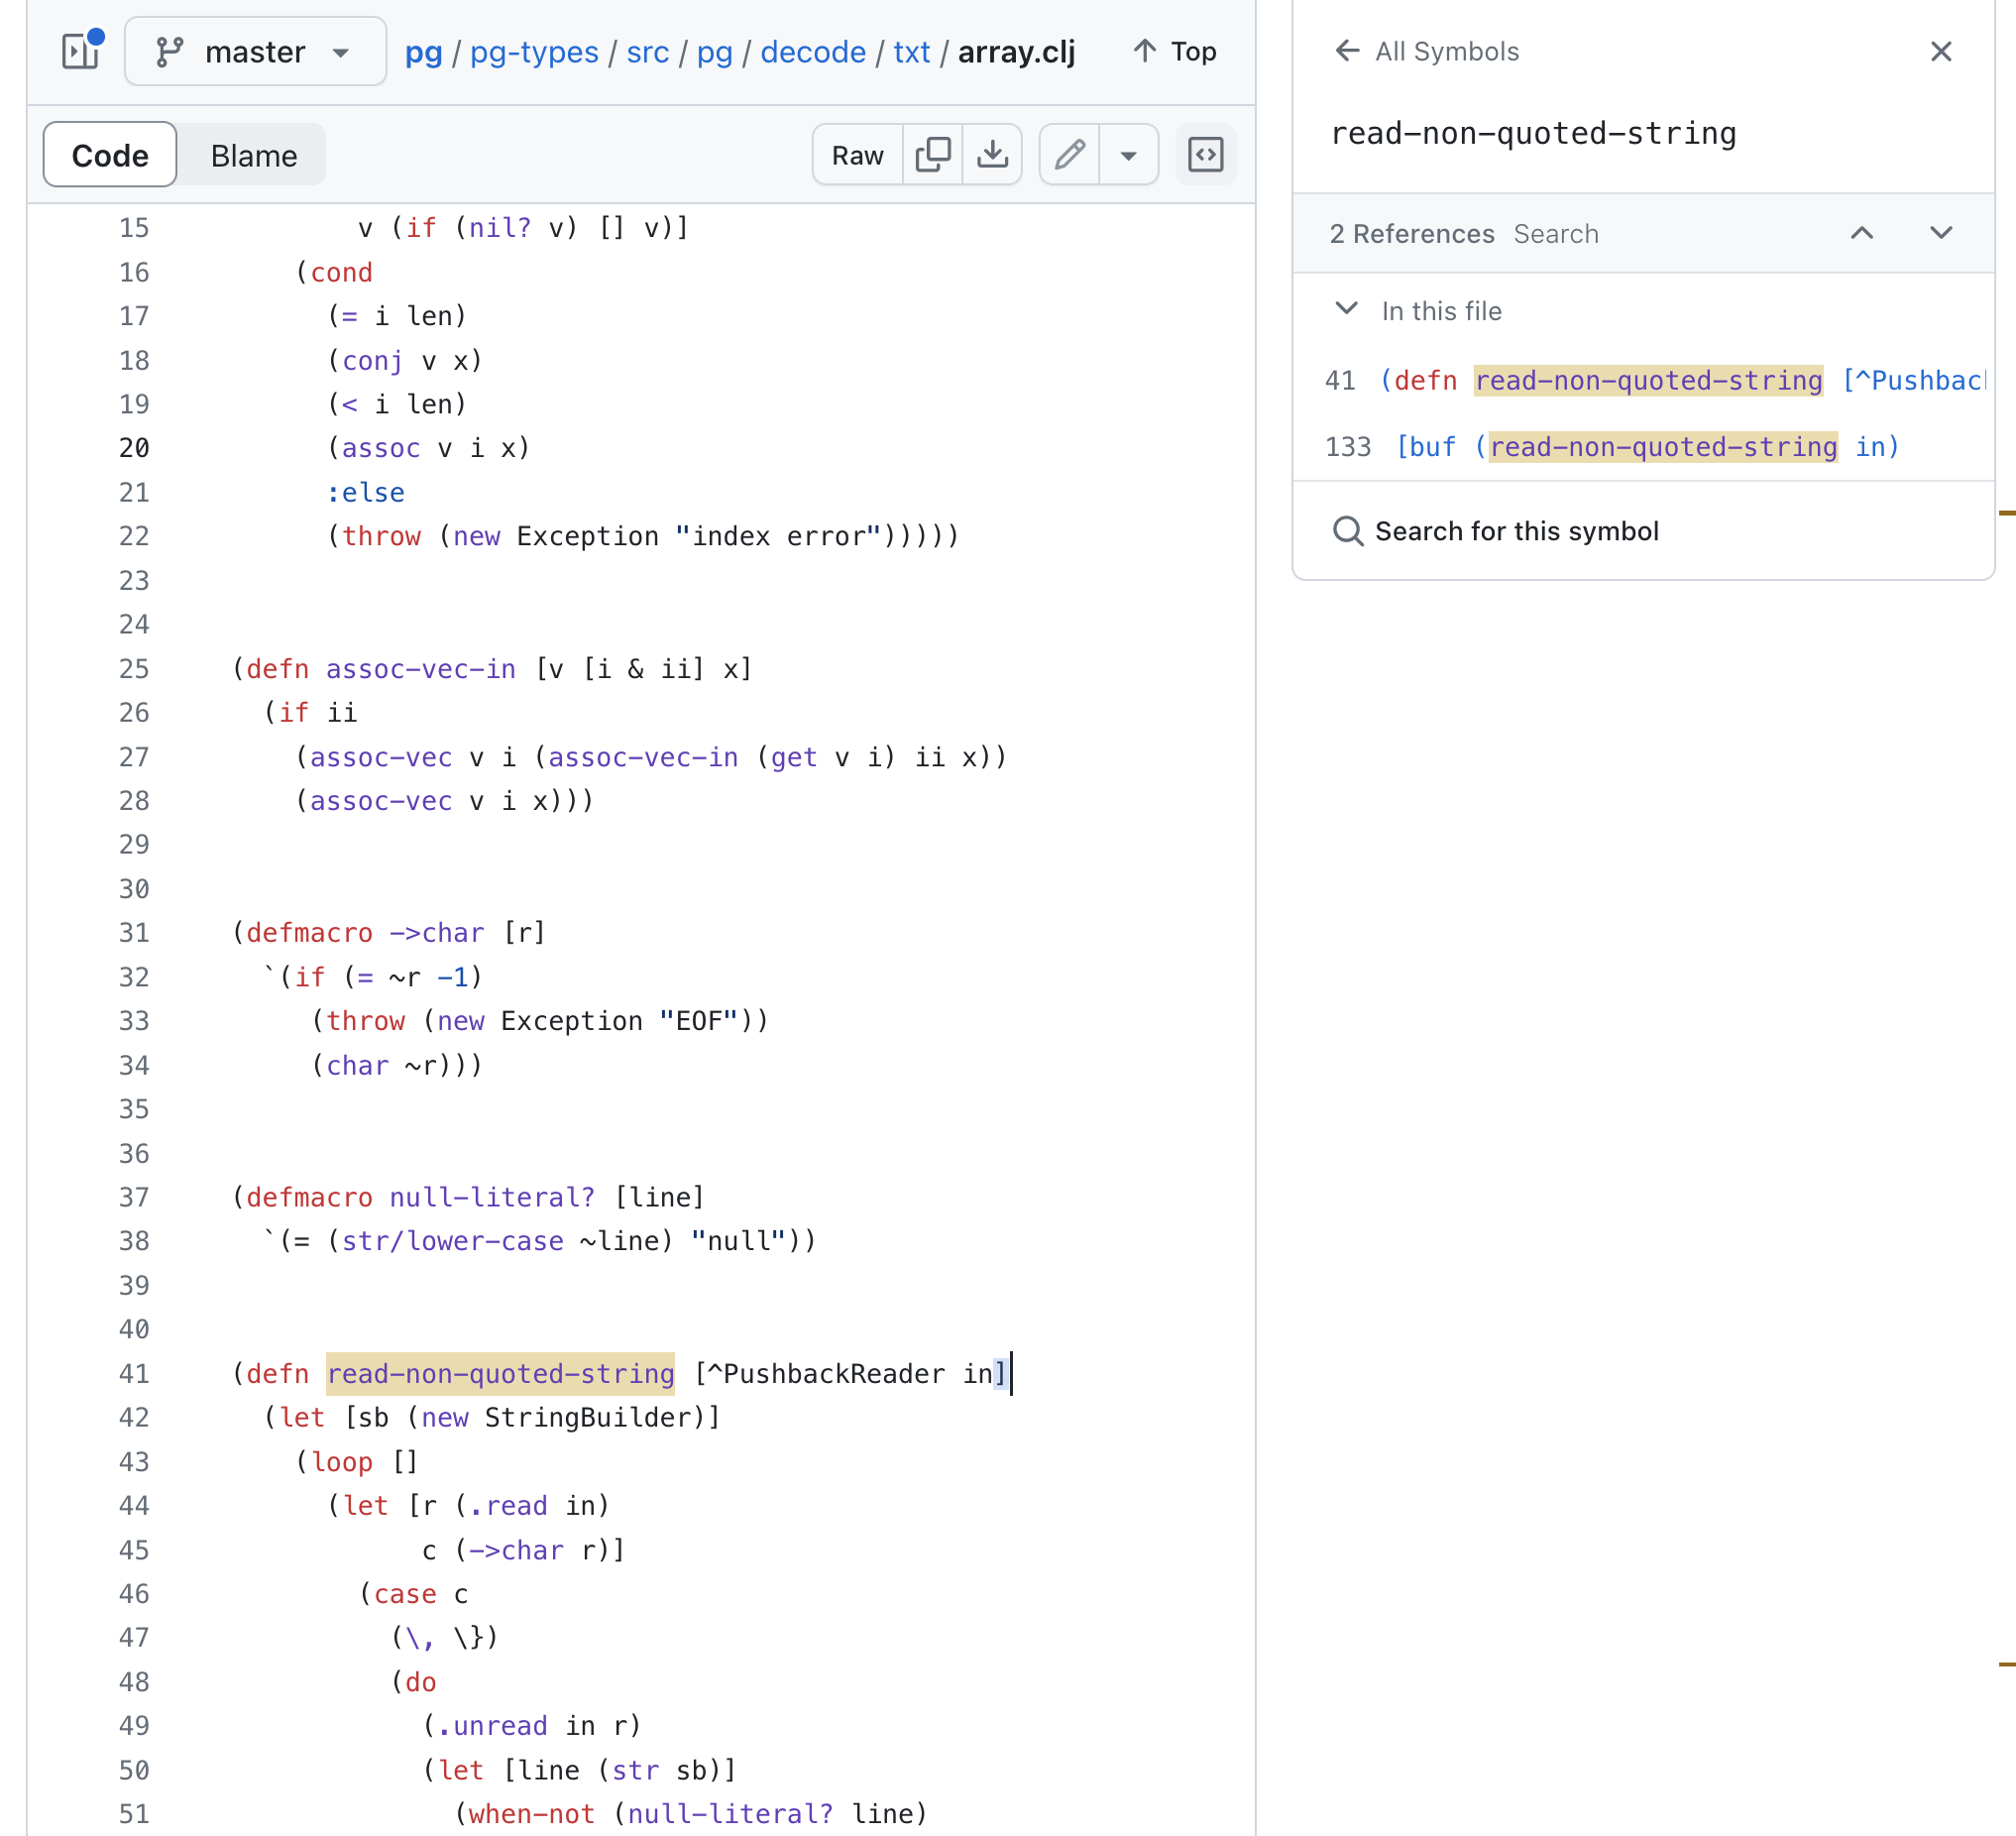 master pg / pg-types / src / pg / decode / txt / array.clj Top
Code Blame Raw
15 v (if (nil? v) [] v)]
16 (cond
17 (= i len)
18 (conj v x)
19 (< i len)
20 (assoc v i x)
21 :else
22 (throw (new Exception "index error")))))
23
24
25 (defn assoc-vec-in [v [i & ii] x]
26 (if ii
27 (assoc-vec v i (assoc-vec-in (get v i) ii x))
28 (assoc-vec v i x)))
29
30
31 (defmacro ->char [r]
32 `(if (= ~r -1)
33 (throw (new Exception "EOF"))
34 (char ~r)))
35
36
37 (defmacro null-literal? [line]
38 `(= (str/lower-case ~line) "null"))
39
40
41 (defn read-non-quoted-string [^PushbackReader in]
42 (let [sb (new StringBuilder)]
43 (loop []
44 (let [r (.read in)
45 c (->char r)]
46 (case c
47 (\, \})
48 (do
49 (.unread in r)
50 (let [line (str sb)]
51 (when-not (null-literal? line)
All Symbols
read-non-quoted-string
2 References Search
In this file
41 (defn read-non-quoted-string [^Pushbac
133 [buf (read-non-quoted-string in)
Search for this symbol